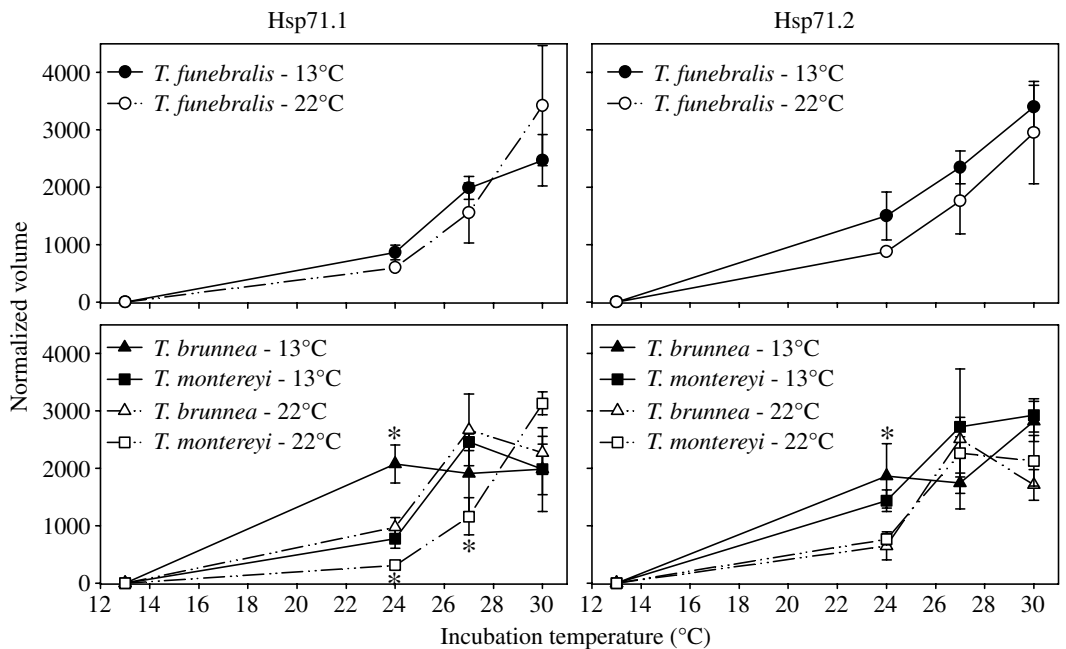 Hsp71.1
Hsp71.2
Normalized volume
4000
3000
2000
1000
0
T. funebralis - 13°C
T. funebralis - 22°C
T. funebralis - 13°C
T. funebralis - 22°C
4000
3000
2000
1000
0
T. brunnea - 13°C
T. montereyi - 13°C
T. brunnea - 22°C
T. montereyi - 22°C
*
*
*
T. brunnea - 13°C
T. montereyi - 13°C
T. brunnea - 22°C
T. montereyi - 22°C
*
12 14 16 18 20 22 24 26 28 30
12 14 16 18 20 22 24 26 28 30
Incubation temperature (°C)